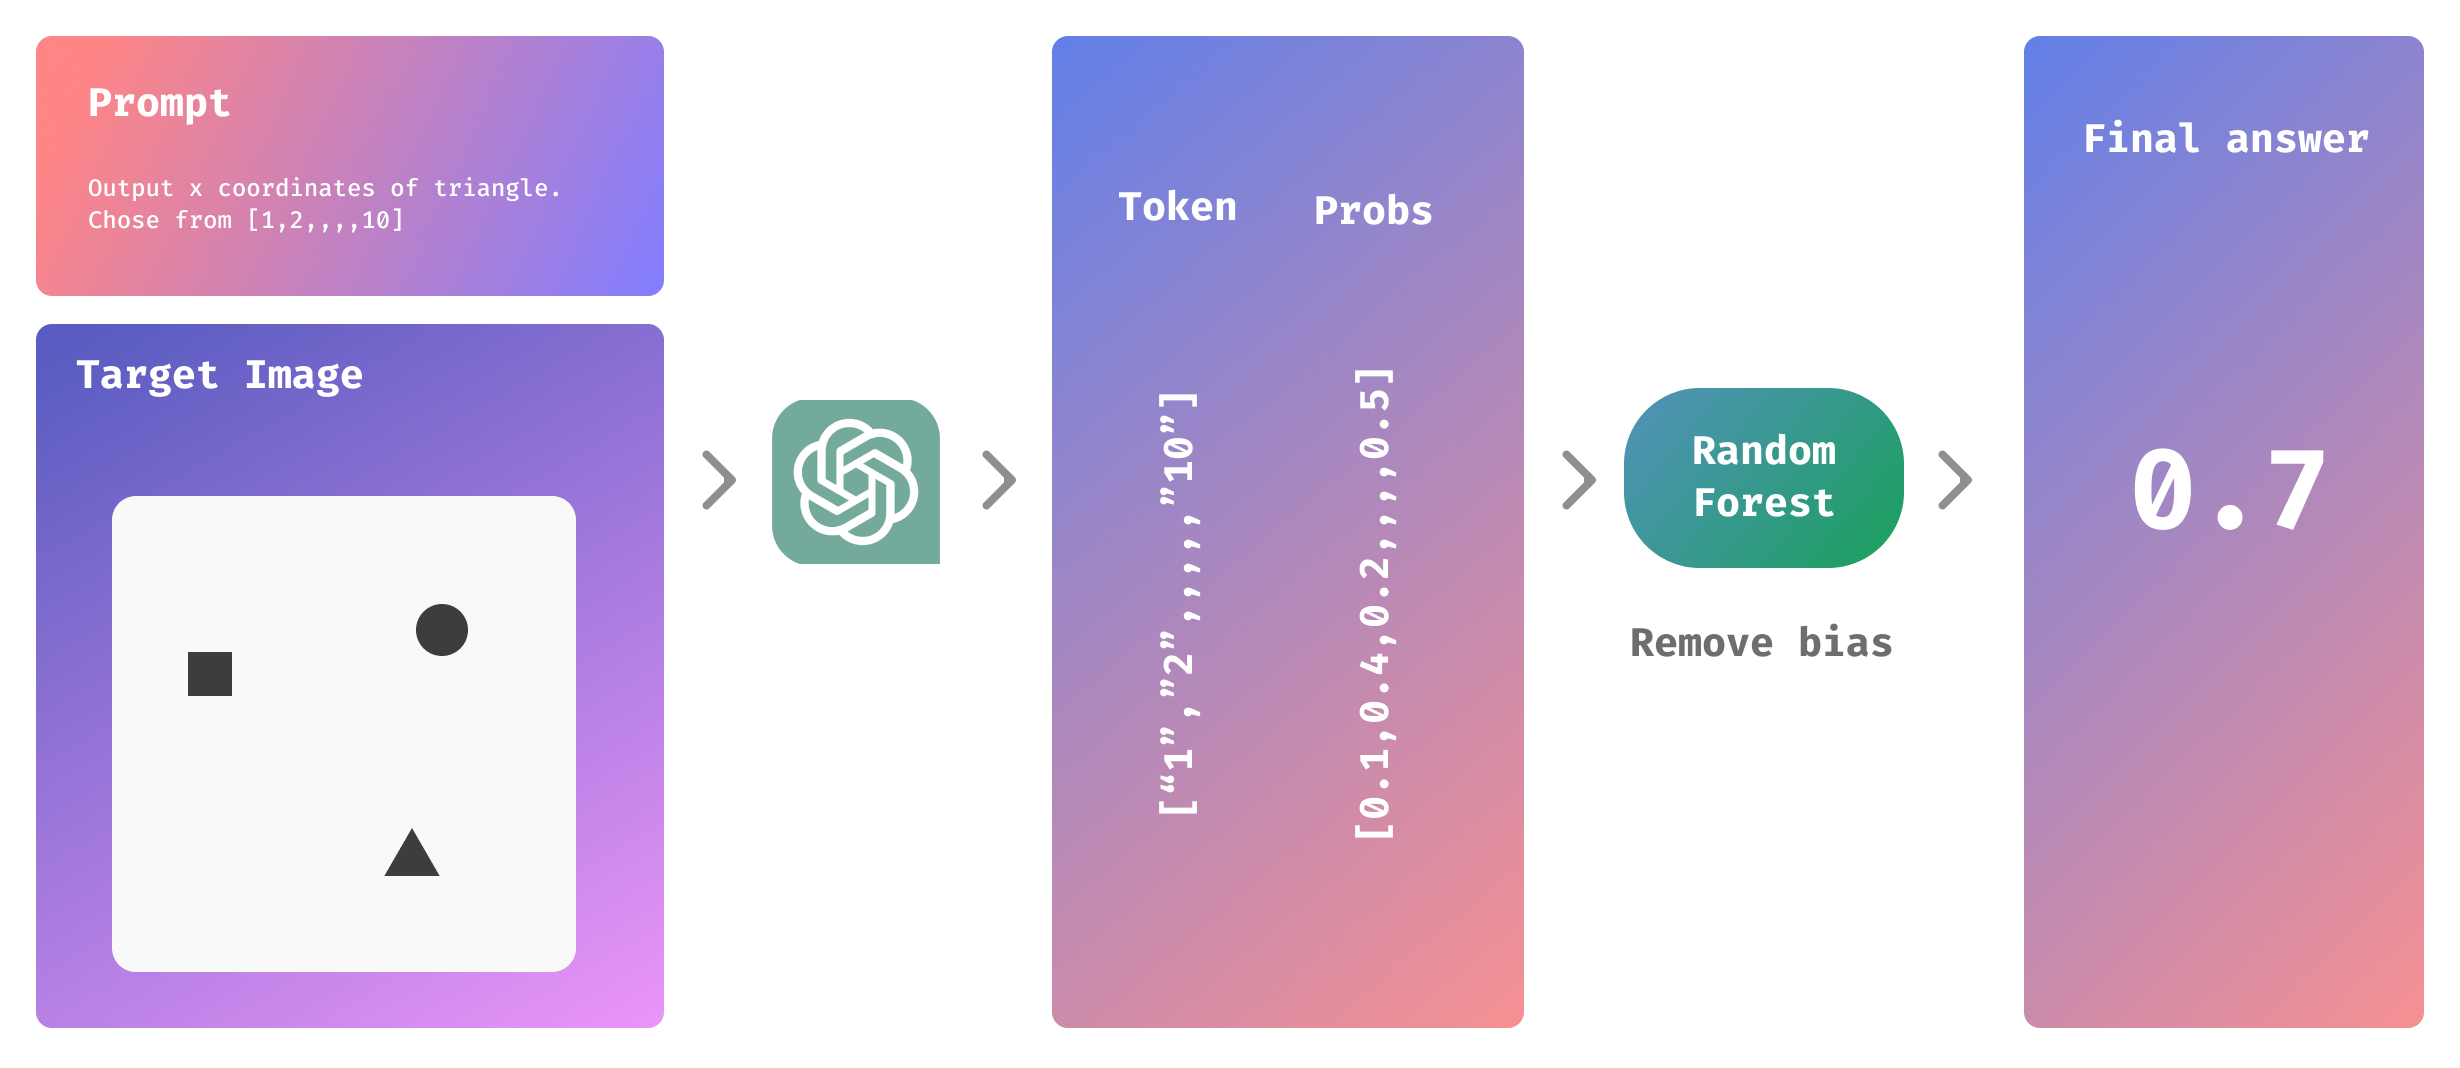 Prompt
Output x coordinates of triangle.
Chose from [1,2,,,,10]
Target Image
Token
Probs
[“1”,”2”,,,,,”10”]
[0.1,0.4,0.2,,,,,0.5]
Random
Forest
Remove bias
Final answer
0.7